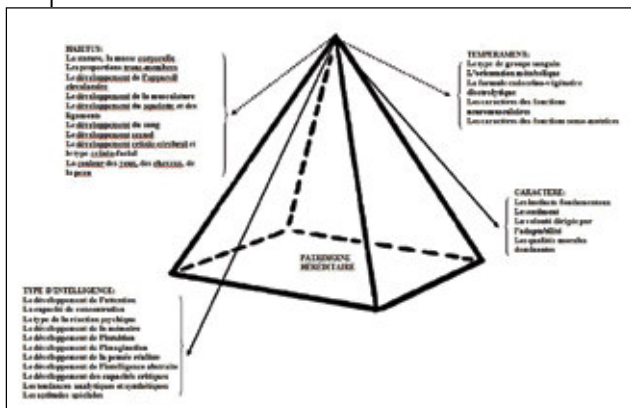 HABITUS:
La stature, la masse corporelle
Les proportions tronc-membres
Le développement de l'appareil
circulatoire
Le développement de la musculature
Le développement du squelette et des
ligaments
Le développement du sang
Le développement sexuel
Le développement crânio-cérébral et
le type crânio-facial
La couleur des yeux, des cheveux, de
la peau
TEMPERAMENT:
Le type de groupe sanguin
L'orientation métabolique
La formule endocrino-végétative
électrolytique
Les caractères des fonctions
neuromusculaires
Les caractères des fonctions senso-motrices
CARACTERE:
Les instincts fondamentaux
Le sentiment
La volonté dirigée par
l'adaptabilité
Les qualités morales
dominantes
PATRIMOINE
HÉRÉDITAIRE
TYPE D'INTELLIGENCE:
Le développement de l'attention
La capacité de concentration
Le type de la réaction psychique
Le développement de la mémoire
Le développement de l'intuition
Le développement de l'imagination
Le développement de la pensée réaliste
Le développement de l'intelligence abstraite
Le développement des capacités critiques
Les tendances analytiques et synthétiques
Les aptitudes spéciales